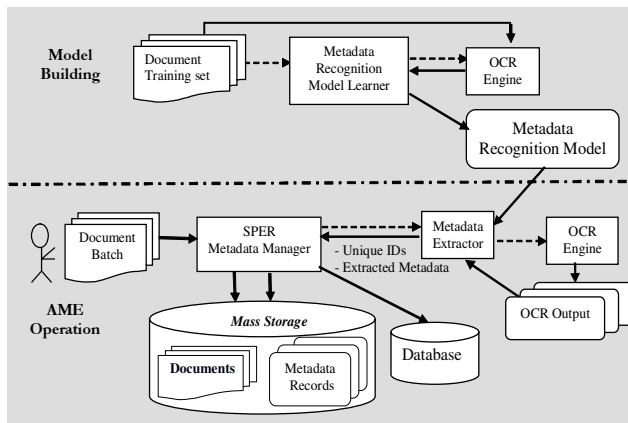 Model
Building
Document
Training set
Metadata
Recognition
Model Learner
OCR
Engine
Metadata
Recognition Model
AME
Operation
Document
Batch
SPER
Metadata Manager
- Unique IDs
- Extracted Metadata
Metadata
Extractor
OCR
Engine
OCR Output
Mass Storage
Documents
Metadata
Records
Database